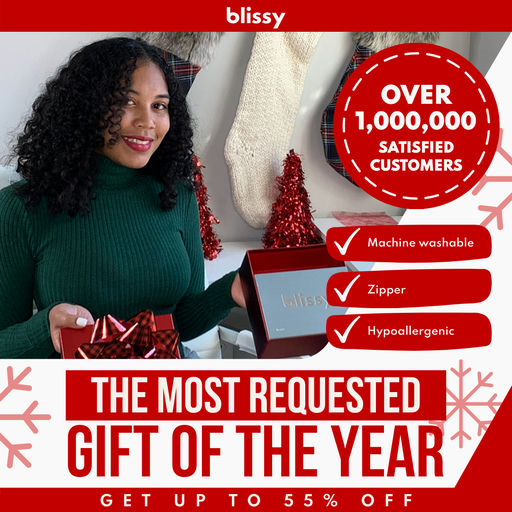 blissy
OVER
1,000,000
SATISFIED
CUSTOMERS
Machine washable
Zipper
Hypoallergenic
blissy
THE MOST REQUESTED
GIFT OF THE YEAR
GET UP TO 55% OFF